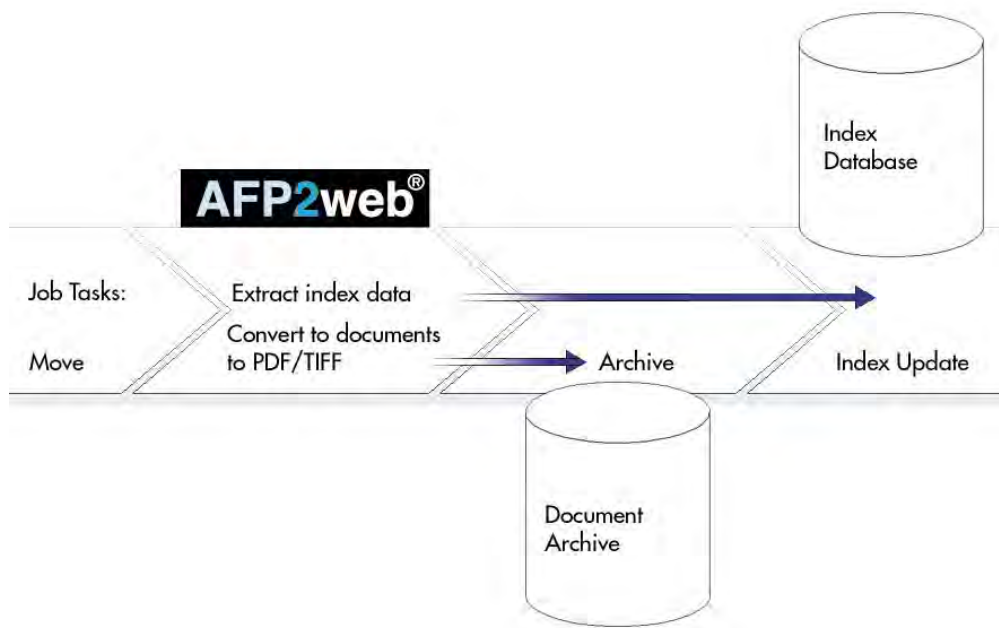 Index
Database
AFP2web®
Job Tasks:
Extract index data
Convert to documents
to PDF/TIFF
Move
Archive
Index Update
Document
Archive